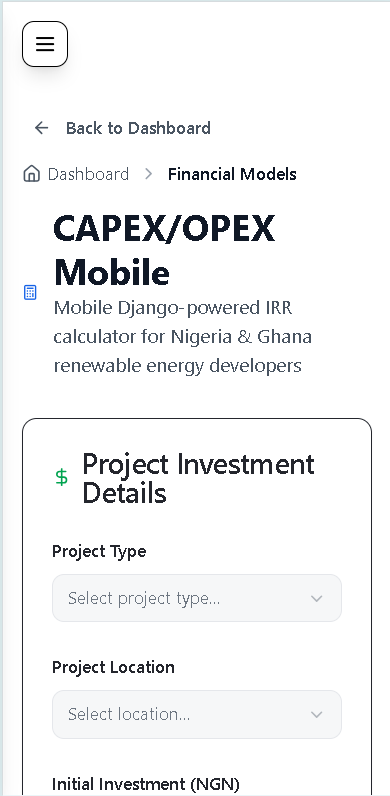 Back to Dashboard
Dashboard > Financial Models
CAPEX/OPEX
Mobile
Mobile Django-powered IRR
calculator for Nigeria & Ghana
renewable energy developers
$ Project Investment
Details
Project Type
Select project type...
Project Location
Select location...
Initial Investment (NGN)